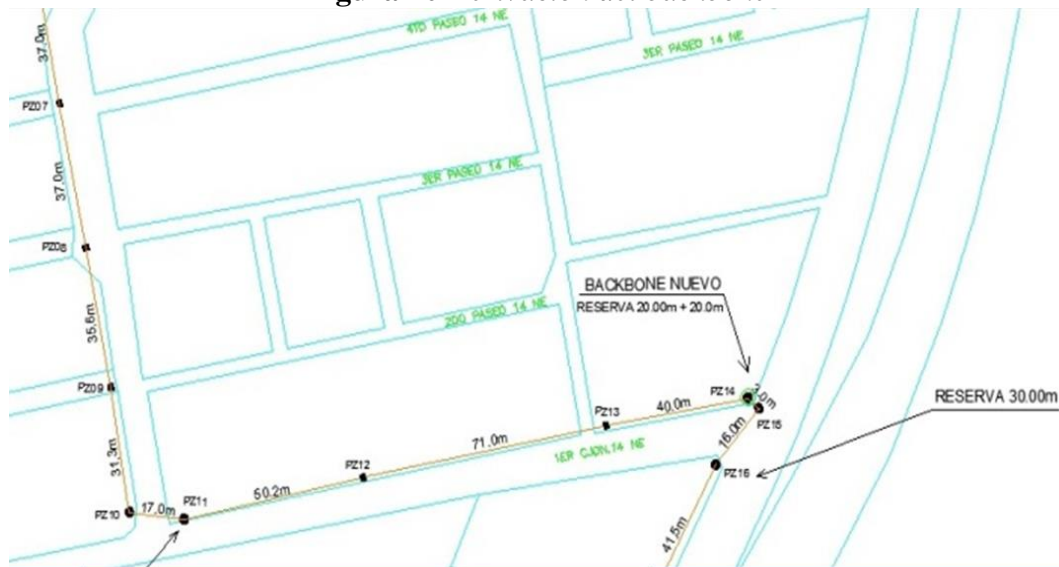 4TO PASEO 14 NE
3ER PASEO 14 NE
37.0m
PZ07
37.0m
3ER PASEO 14 NE
PZ08
BACKBONE NUEVO
RESERVA 20.00m + 20.0m
35.6m
2DO PASEO 14 NE
PZ09
PZ14
RESERVA 30.00m
40.0m
PZ15
PZ13
16.0m
71.0m
1ER CJON.14 NE
31.3m
PZ12
PZ16
50.2m
PZ11
PZ10
17.0m
41.5m